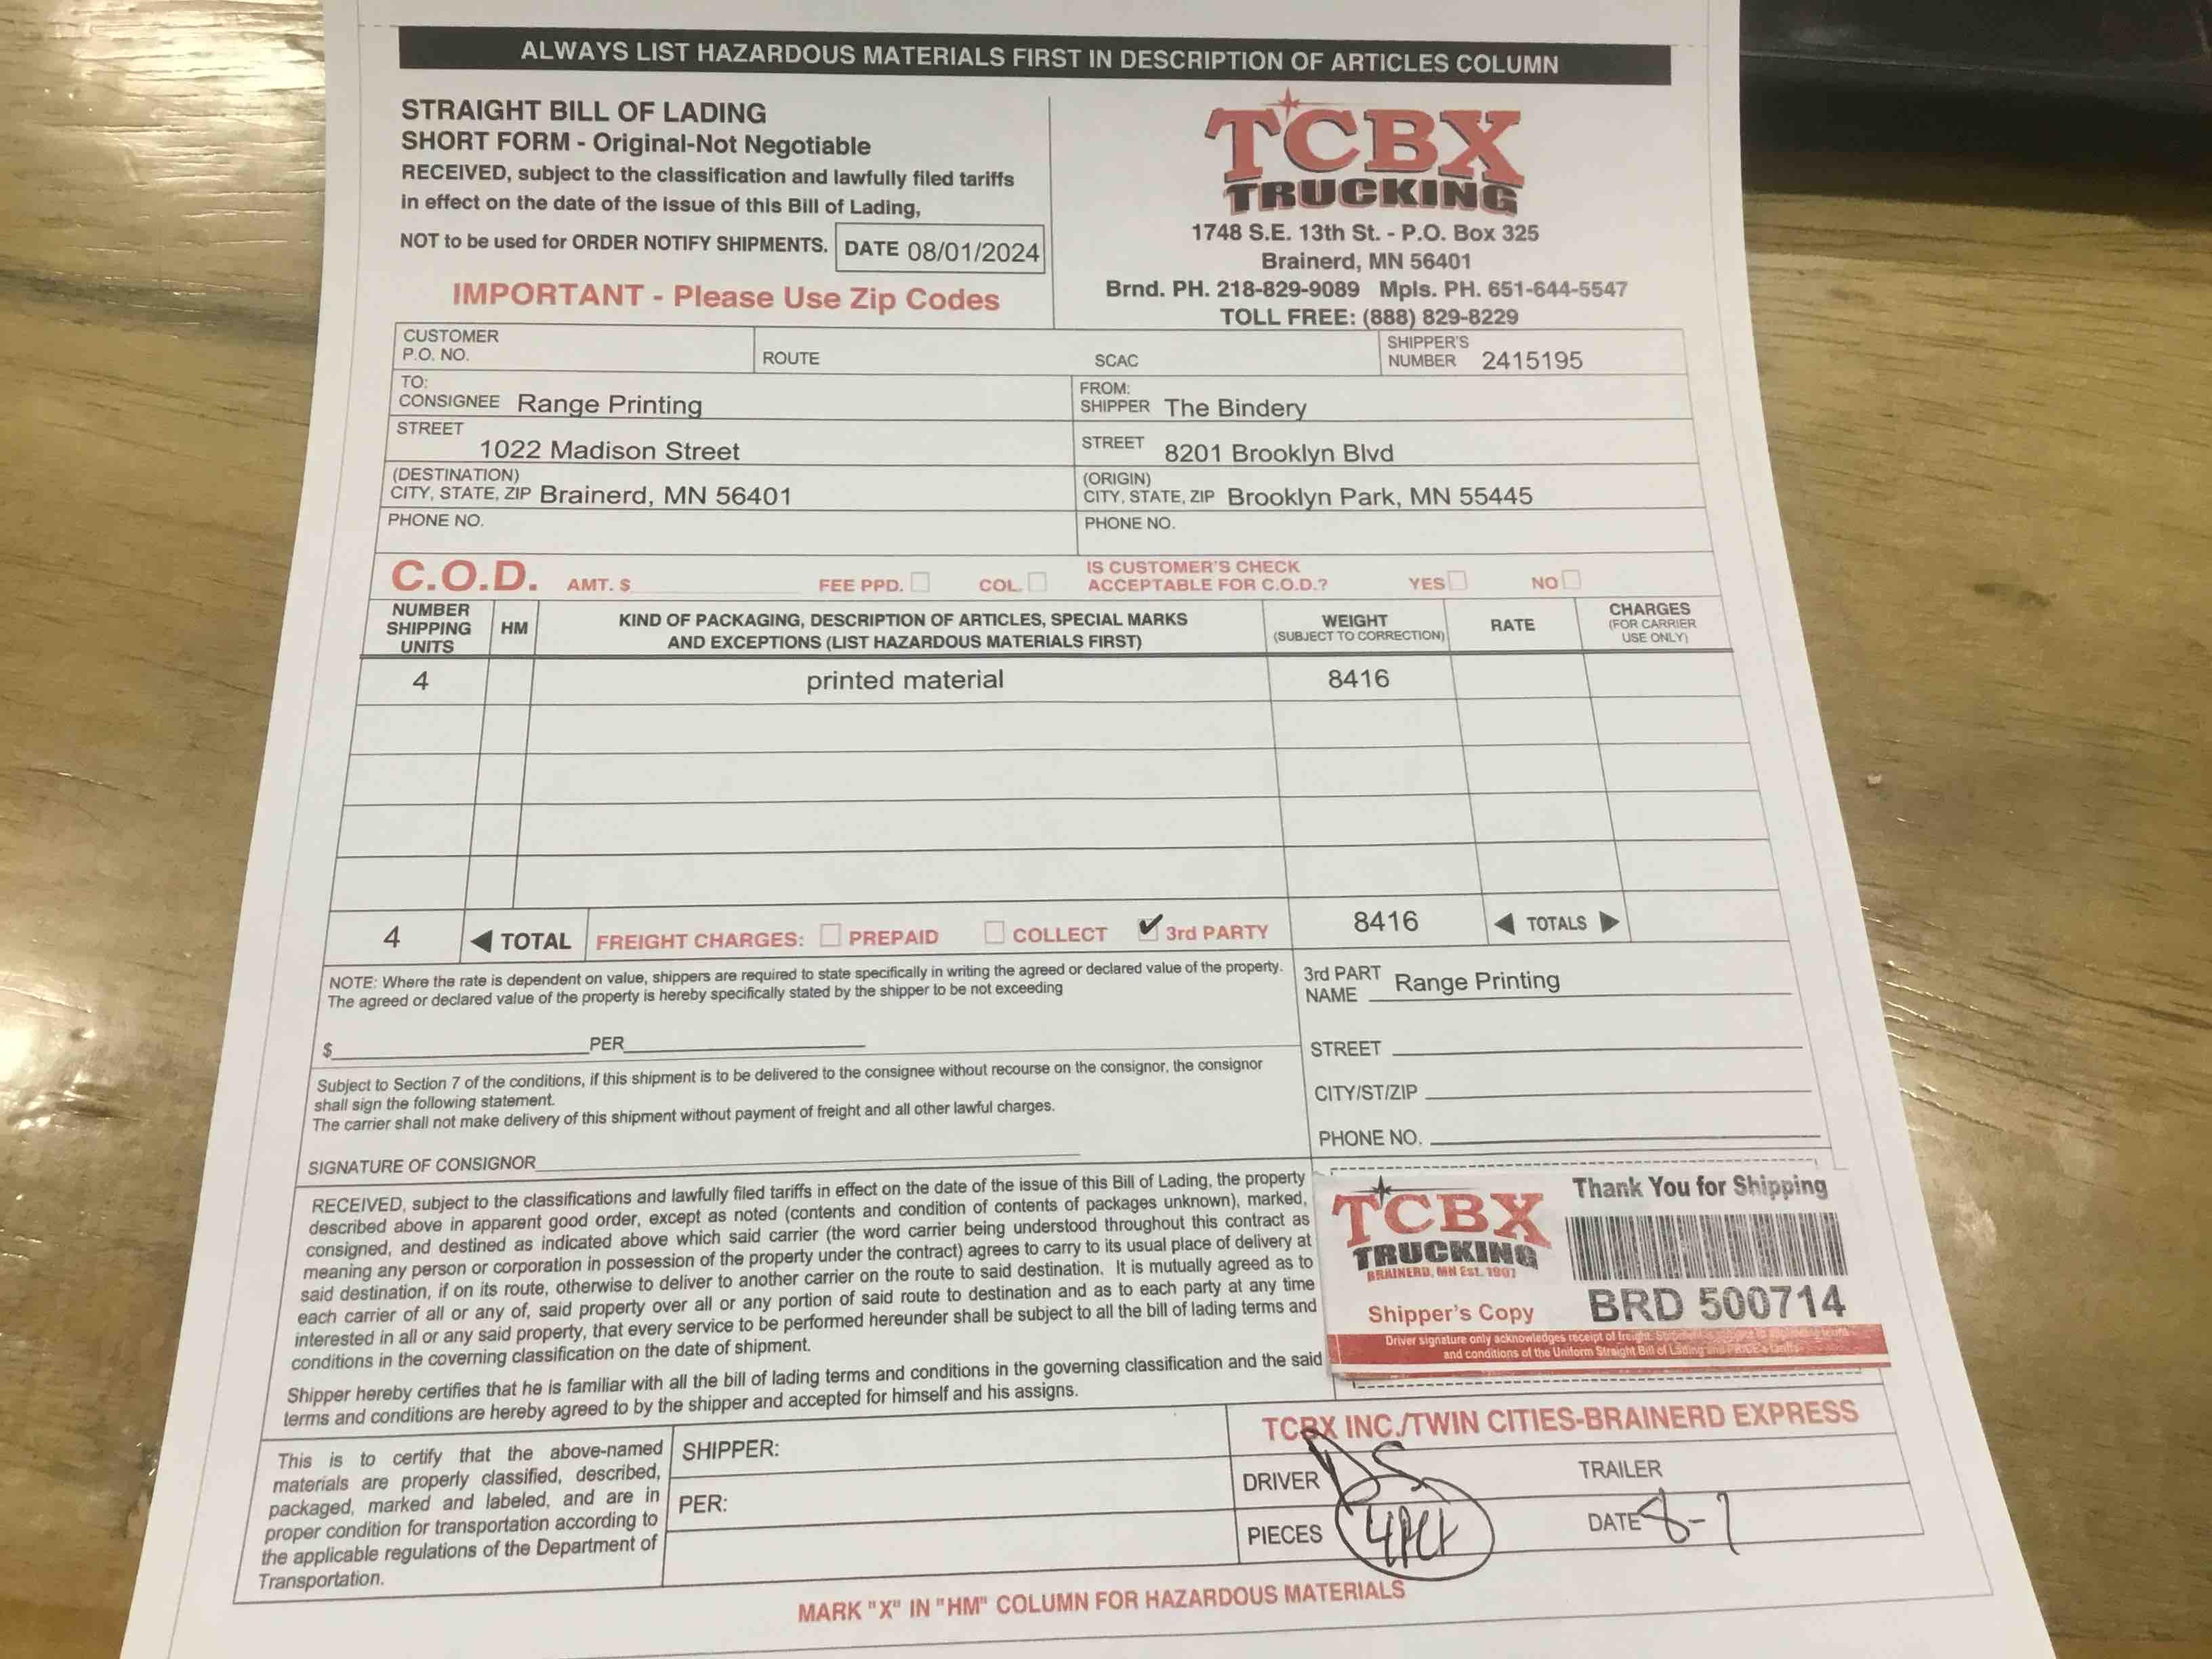 ALWAYS LIST HAZARDOUS MATERIALS FIRST IN DESCRIPTION OF ARTICLES COLUMN
STRAIGHT BILL OF LADING
SHORT FORM - Original-Not Negotiable
RECEIVED, subject to the classification and lawfully filed tariffs
in effect on the date of the issue of this Bill of Lading,
NOT to be used for ORDER NOTIFY SHIPMENTS. DATE 08/01/2024
IMPORTANT - Please Use Zip Codes
TCBX
TRUCKING
1748 S.E. 13th St. - P.O. Box 325
Brainerd, MN 56401
Brnd. PH. 218-829-9089 Mpls. PH. 651-644-5547
TOLL FREE: (888) 829-8229
CUSTOMER
P.O. NO. ROUTE SCAC SHIPPER'S
NUMBER 2415195
TO:
CONSIGNEE Range Printing
FROM:
SHIPPER The Bindery
STREET 1022 Madison Street
STREET 8201 Brooklyn Blvd
(DESTINATION)
CITY, STATE, ZIP Brainerd, MN 56401
(ORIGIN)
CITY, STATE, ZIP Brooklyn Park, MN 55445
PHONE NO.
PHONE NO.
C.O.D. AMT. $ FEE PPD. COL.
IS CUSTOMER'S CHECK
ACCEPTABLE FOR C.O.D.? YES NO
NUMBER
SHIPPING
UNITS
HM
KIND OF PACKAGING, DESCRIPTION OF ARTICLES, SPECIAL MARKS
AND EXCEPTIONS (LIST HAZARDOUS MATERIALS FIRST)
WEIGHT
(SUBJECT TO CORRECTION)
RATE
CHARGES
(FOR CARRIER
USE ONLY)
4 printed material 8416
4 ◀ TOTAL FREIGHT CHARGES: PREPAID COLLECT ✔ 3rd PARTY 8416 ◀ TOTALS ▶
NOTE: Where the rate is dependent on value, shippers are required to state specifically in writing the agreed or declared value of the property.
The agreed or declared value of the property is hereby specifically stated by the shipper to be not exceeding
$ PER
3rd PART
NAME Range Printing
STREET
CITY/ST/ZIP
PHONE NO.
Subject to Section 7 of the conditions, if this shipment is to be delivered to the consignee without recourse on the consignor, the consignor
shall sign the following statement.
The carrier shall not make delivery of this shipment without payment of freight and all other lawful charges.
SIGNATURE OF CONSIGNOR
RECEIVED, subject to the classifications and lawfully filed tariffs in effect on the date of the issue of this Bill of Lading, the property
described above in apparent good order, except as noted (contents and condition of contents of packages unknown), marked,
consigned, and destined as indicated above which said carrier (the word carrier being understood throughout this contract as
meaning any person or corporation in possession of the property under the contract) agrees to carry to its usual place of delivery at
said destination, if on its route, otherwise to deliver to another carrier on the route to said destination. It is mutually agreed as to
each carrier of all or any of, said property over all or any portion of said route to destination and as to each party at any time
interested in all or any said property, that every service to be performed hereunder shall be subject to all the bill of lading terms and
conditions in the coverning classification on the date of shipment.
Shipper hereby certifies that he is familiar with all the bill of lading terms and conditions in the governing classification and the said
terms and conditions are hereby agreed to by the shipper and accepted for himself and his assigns.
TCBX
TRUCKING
BRAINERD, MN Est. 1987
Thank You for Shipping
Shipper's Copy
BRD 500714
Driver signature only acknowledges receipt of freight.
and conditions of the Uniform Straight Bill of Lading
This is to certify that the above-named
materials are properly classified, described,
packaged, marked and labeled, and are in
proper condition for transportation according to
the applicable regulations of the Department of
Transportation.
SHIPPER:
PER:
TCBX INC./TWIN CITIES-BRAINERD EXPRESS
DRIVER DS TRAILER
PIECES DATE 8-1
MARK "X" IN "HM" COLUMN FOR HAZARDOUS MATERIALS